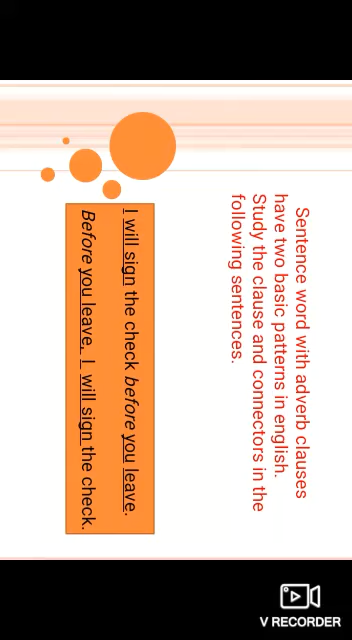 Sentence word with adverb clauses
have two basic patterns in english.
Study the clause and connectors in the
following sentences.
I will sign the check before you leave.
Before you leave, I will sign the check.
V RECORDER